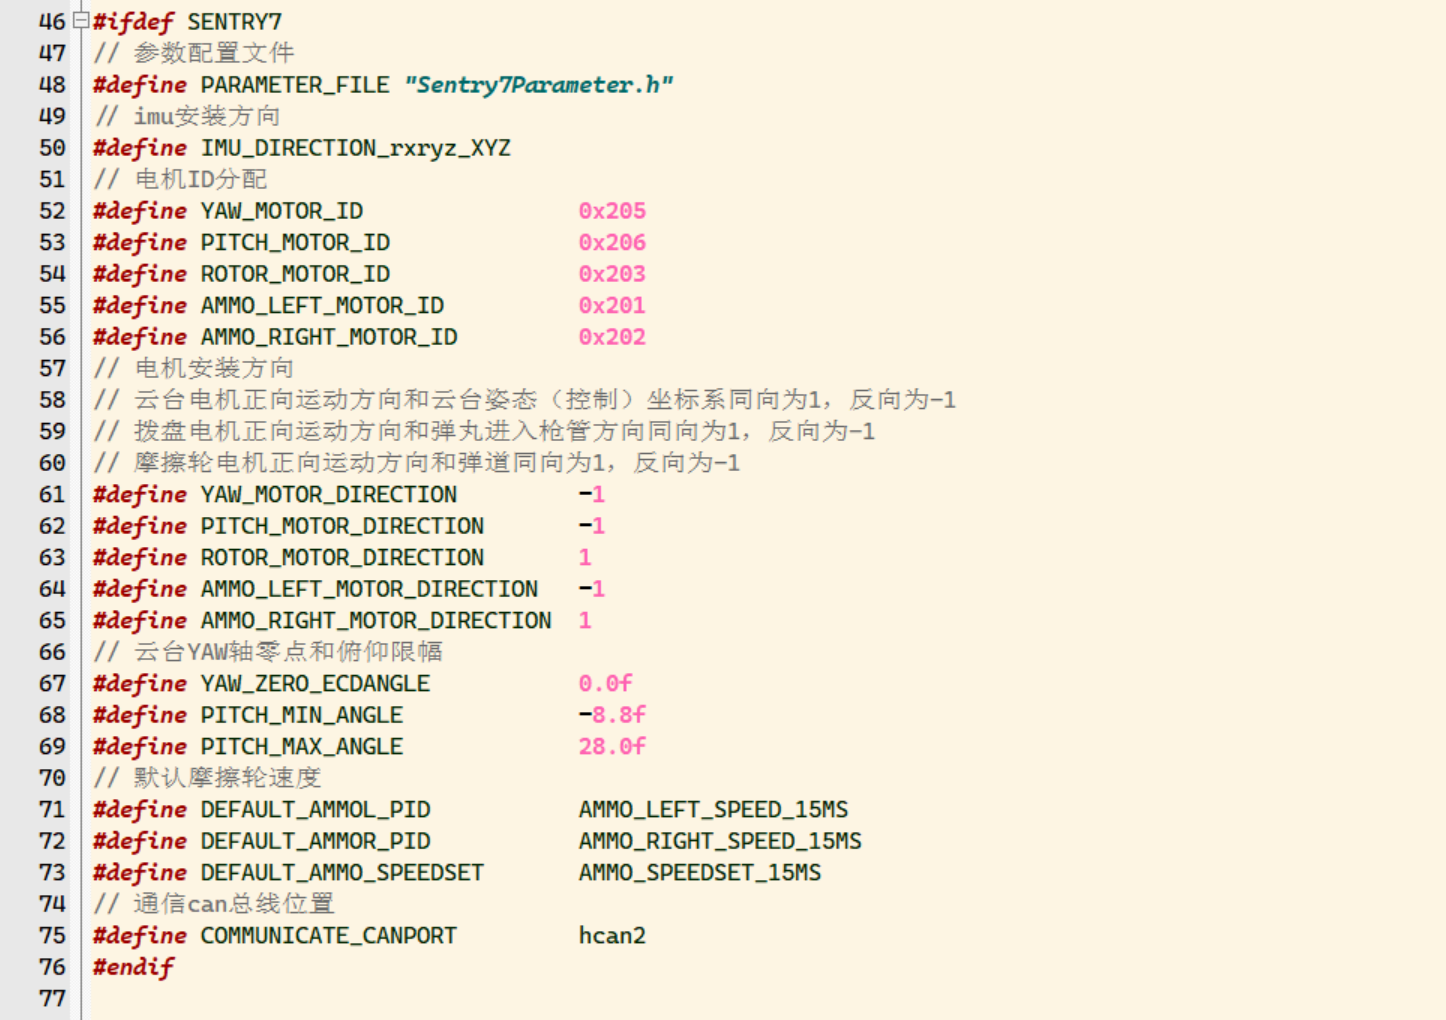 46 #ifdef SENTRY7
47 // 参数配置文件
48 #define PARAMETER_FILE "Sentry7Parameter.h"
49 // imu安装方向
50 #define IMU_DIRECTION_rxryz_XYZ
51 // 电机ID分配
52 #define YAW_MOTOR_ID 0x205
53 #define PITCH_MOTOR_ID 0x206
54 #define ROTOR_MOTOR_ID 0x203
55 #define AMMO_LEFT_MOTOR_ID 0x201
56 #define AMMO_RIGHT_MOTOR_ID 0x202
57 // 电机安装方向
58 // 云台电机正向运动方向和云台姿态（控制）坐标系同向为1，反向为-1
59 // 拨盘电机正向运动方向和弹丸进入枪管方向同向为1，反向为-1
60 // 摩擦轮电机正向运动方向和弹道同向为1，反向为-1
61 #define YAW_MOTOR_DIRECTION -1
62 #define PITCH_MOTOR_DIRECTION -1
63 #define ROTOR_MOTOR_DIRECTION 1
64 #define AMMO_LEFT_MOTOR_DIRECTION -1
65 #define AMMO_RIGHT_MOTOR_DIRECTION 1
66 // 云台YAW轴零点和俯仰限幅
67 #define YAW_ZERO_ECDANGLE 0.0f
68 #define PITCH_MIN_ANGLE -8.8f
69 #define PITCH_MAX_ANGLE 28.0f
70 // 默认摩擦轮速度
71 #define DEFAULT_AMMOL_PID AMMO_LEFT_SPEED_15MS
72 #define DEFAULT_AMMOR_PID AMMO_RIGHT_SPEED_15MS
73 #define DEFAULT_AMMO_SPEEDSET AMMO_SPEEDSET_15MS
74 // 通信can总线位置
75 #define COMMUNICATE_CANPORT hcan2
76 #endif
77